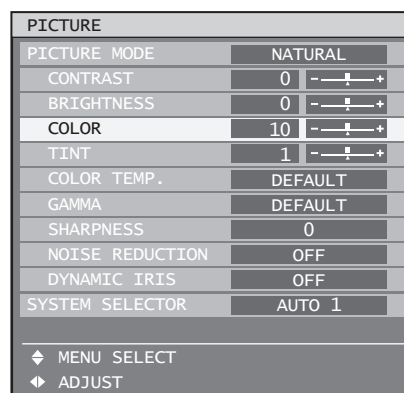 PICTURE
PICTURE MODE NATURAL
CONTRAST 0 - +
BRIGHTNESS 0 - +
COLOR 10 - +
TINT 1 - +
COLOR TEMP. DEFAULT
GAMMA DEFAULT
SHARPNESS 0
NOISE REDUCTION OFF
DYNAMIC IRIS OFF
SYSTEM SELECTOR AUTO 1
MENU SELECT
ADJUST